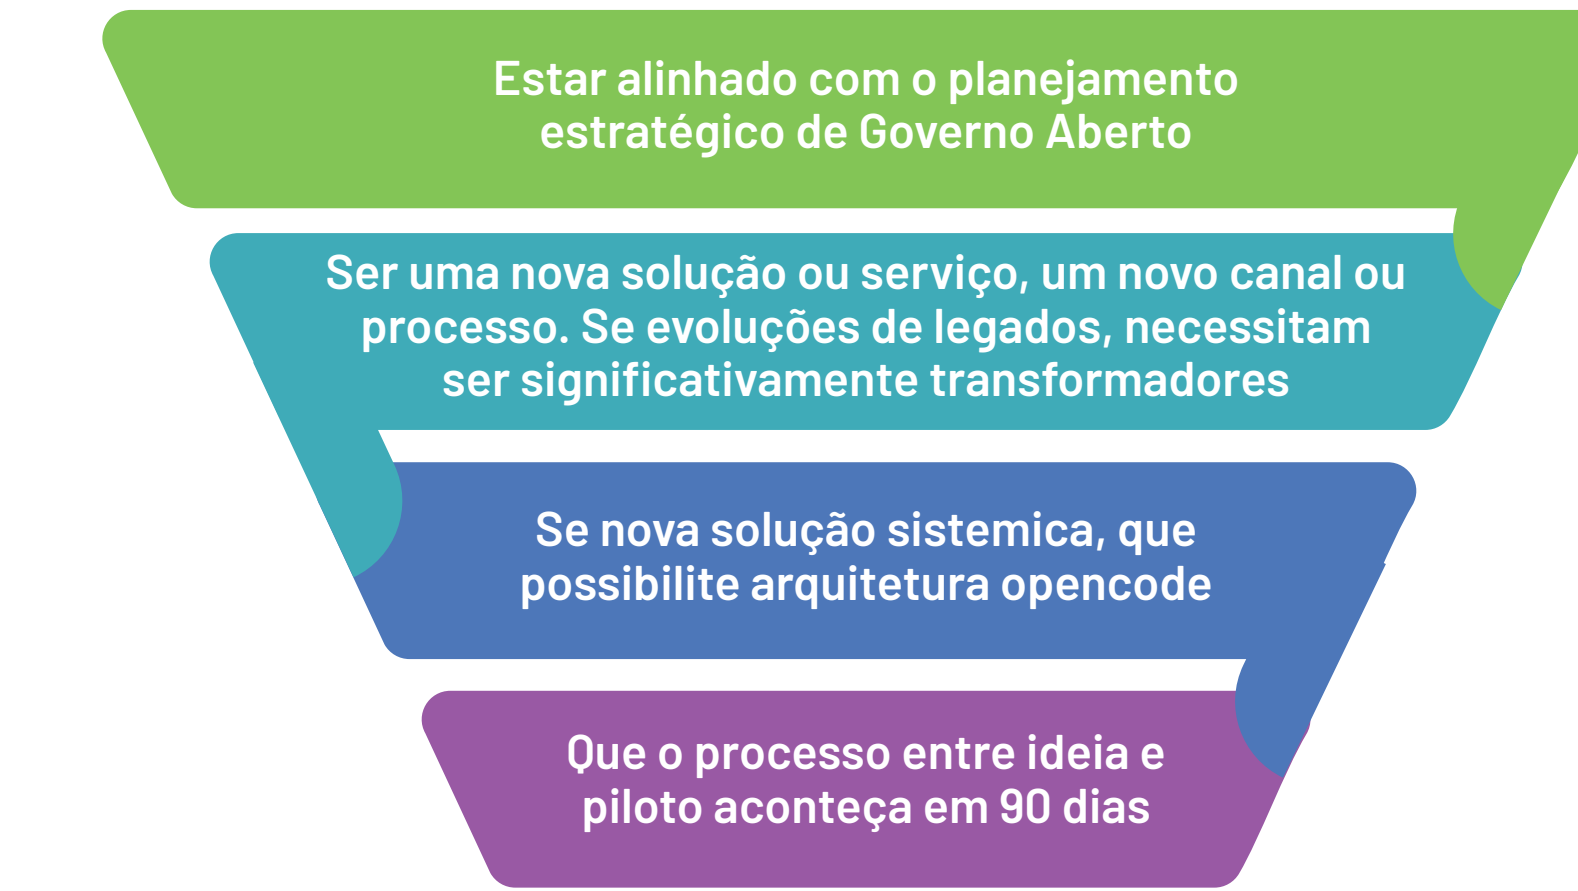 Estar alinhado com o planejamento
estratégico de Governo Aberto
Ser uma nova solução ou serviço, um novo canal ou
processo. Se evoluções de legados, necessitam
ser significativamente transformadores
Se nova solução sistemica, que
possibilite arquitetura opencode
Que o processo entre ideia e
piloto aconteça em 90 dias